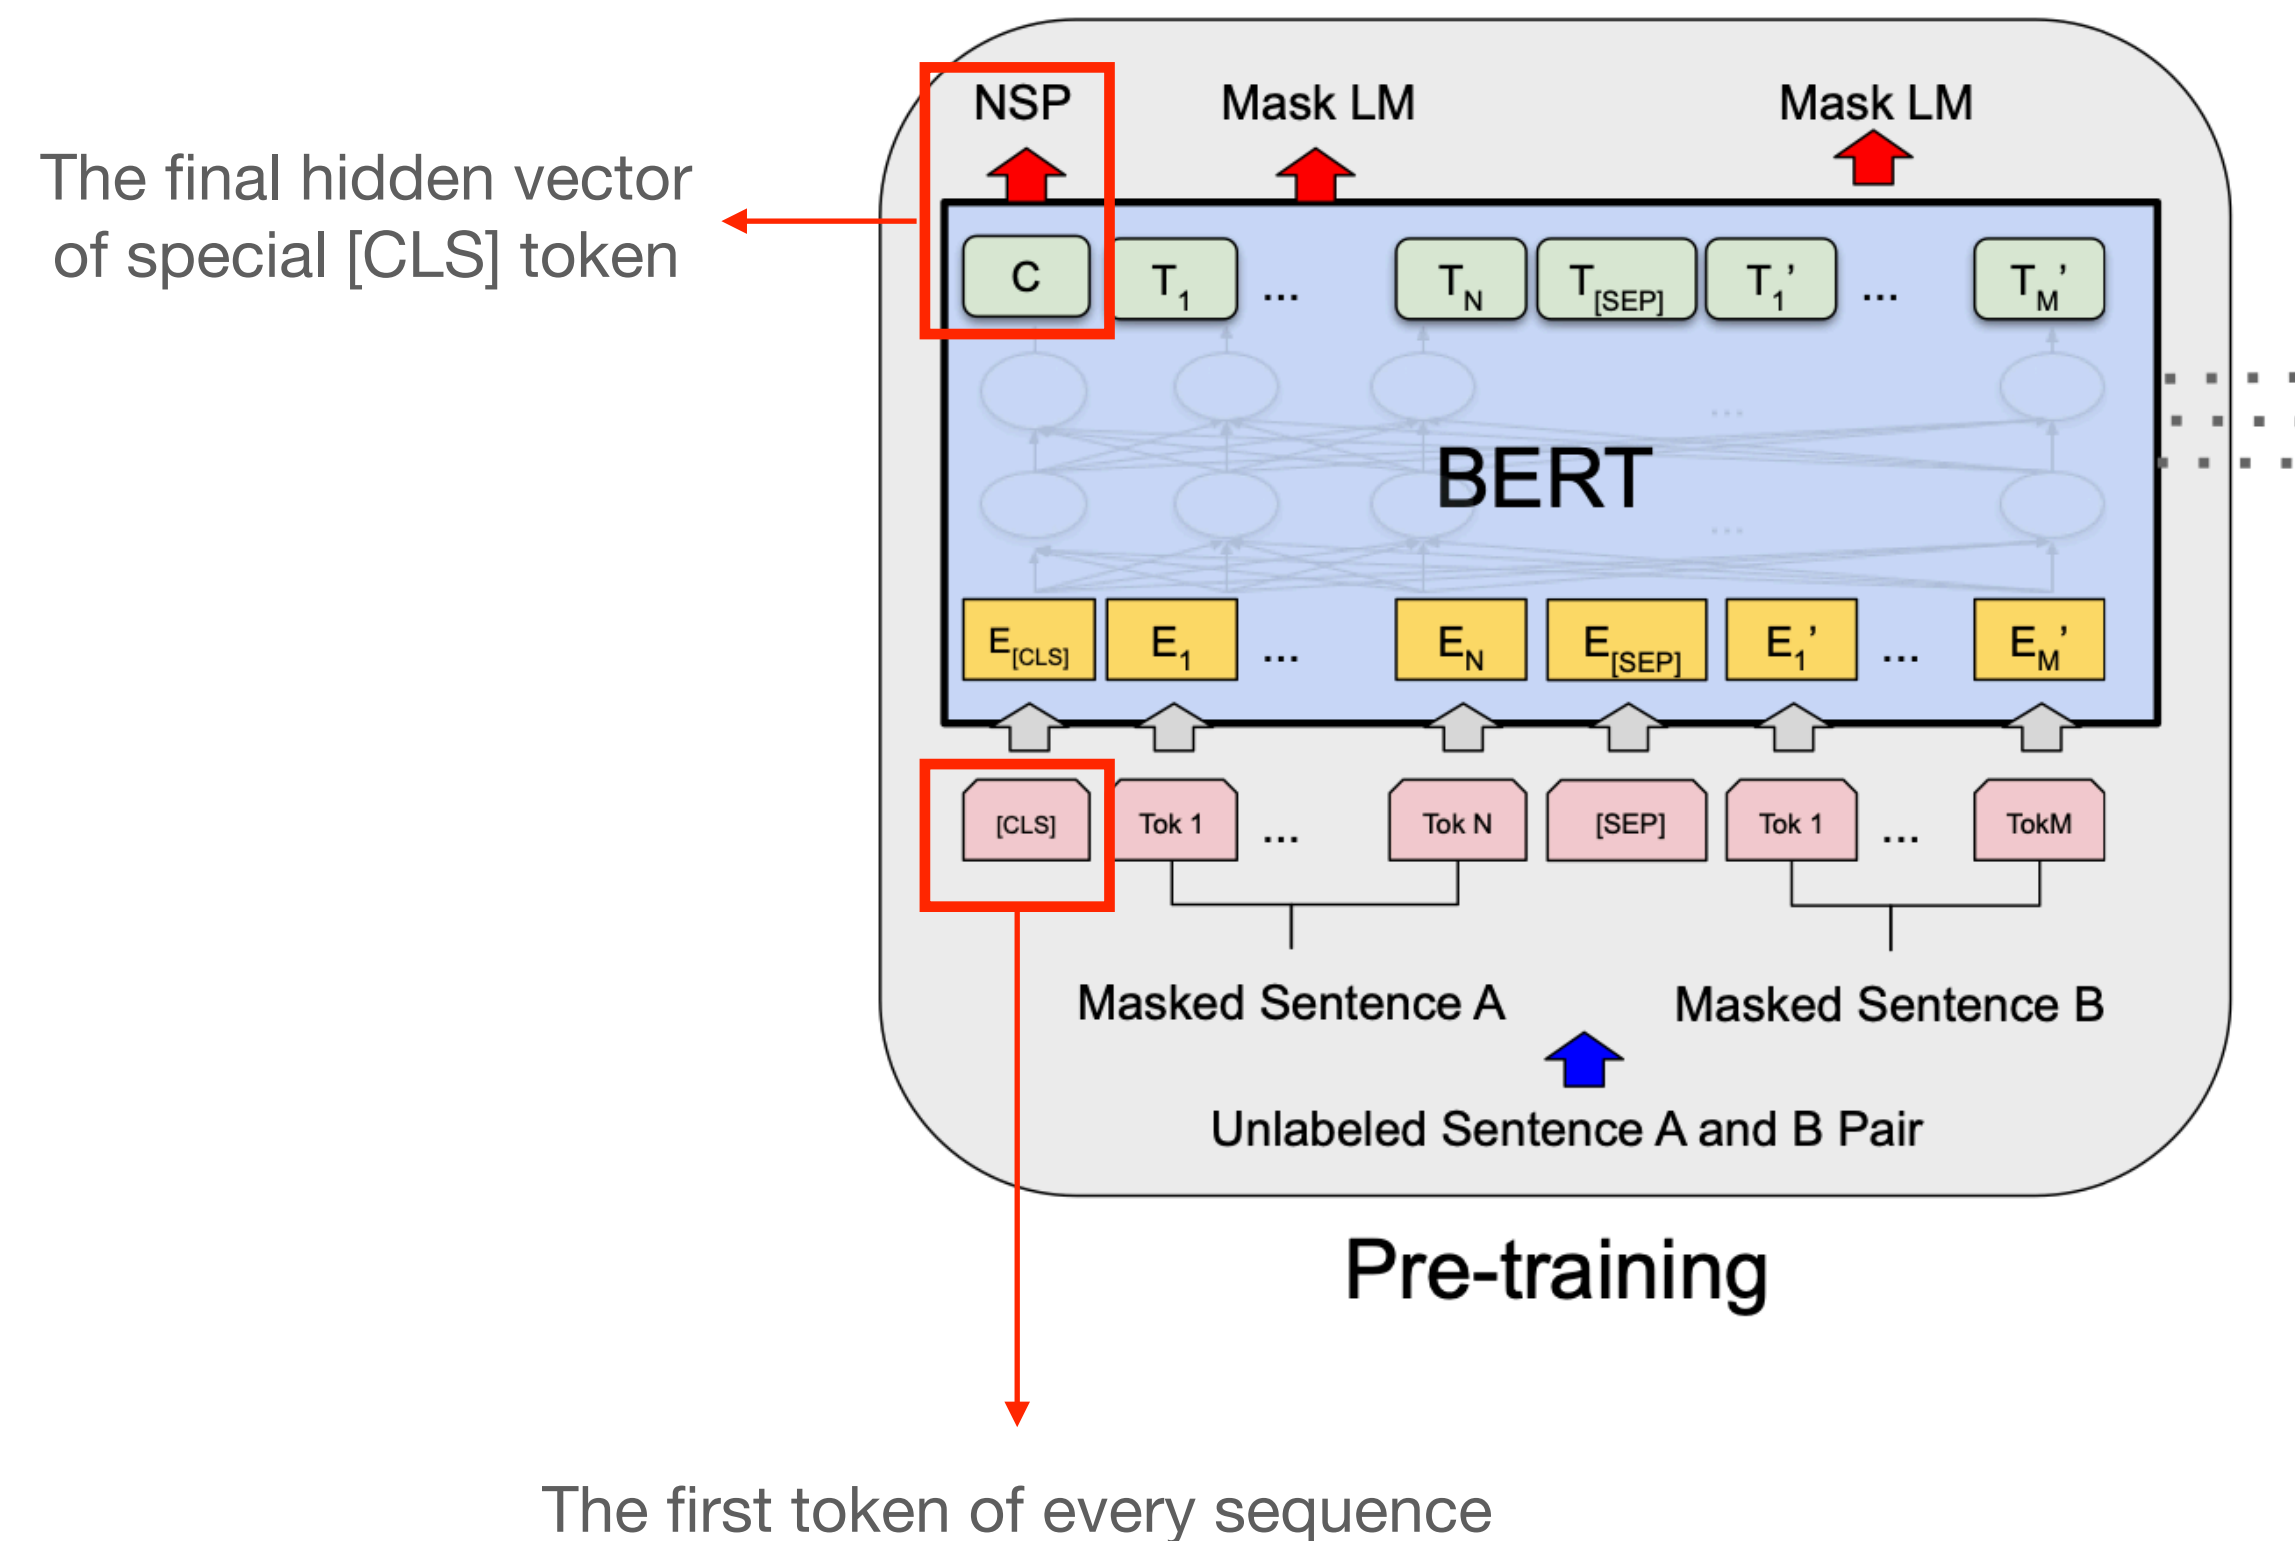 NSP Mask LM Mask LM
The final hidden vector
of special [CLS] token
C T1 ... TN T[SEP] T1’ ... TM’
...
BERT
...
E[CLS] E1 ... EN E[SEP] E1’ ... EM’
[CLS] Tok 1 ... Tok N [SEP] Tok 1 ... TokM
Masked Sentence A Masked Sentence B
Unlabeled Sentence A and B Pair
Pre-training
The first token of every sequence